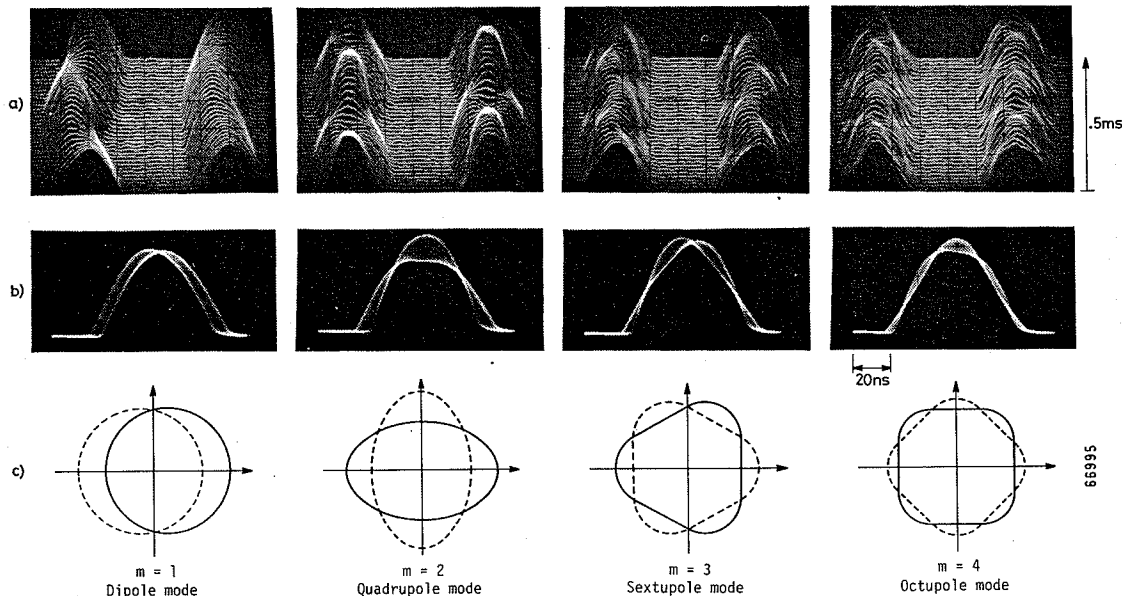 a)
.5ms
b)
20ns
c)
66995
m = 1
Dipole mode
m = 2
Quadrupole mode
m = 3
Sextupole mode
m = 4
Octupole mode